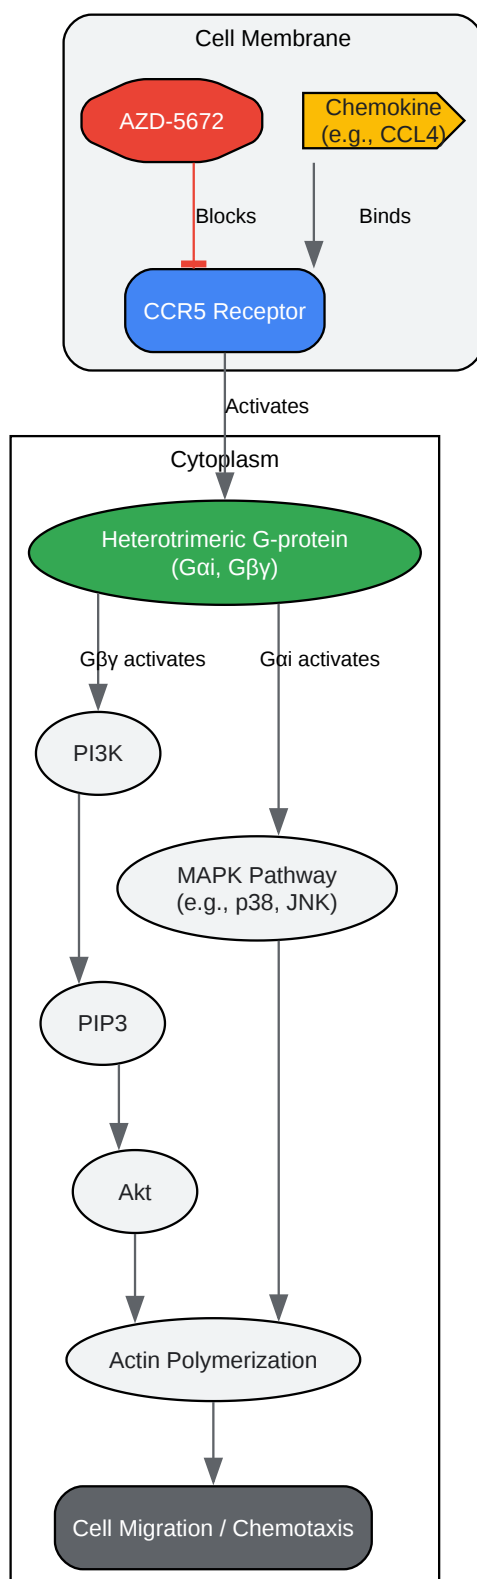 Cell Membrane
AZD-5672
Chemokine
(e.g., CCL4)
Blocks
Binds
CCR5 Receptor
Activates
Cytoplasm
Heterotrimeric G-protein
(Gαi, Gβγ)
Gβγ activates
Gαi activates
PI3K
MAPK Pathway
(e.g., p38, JNK)
PIP3
Akt
Actin Polymerization
Cell Migration / Chemotaxis